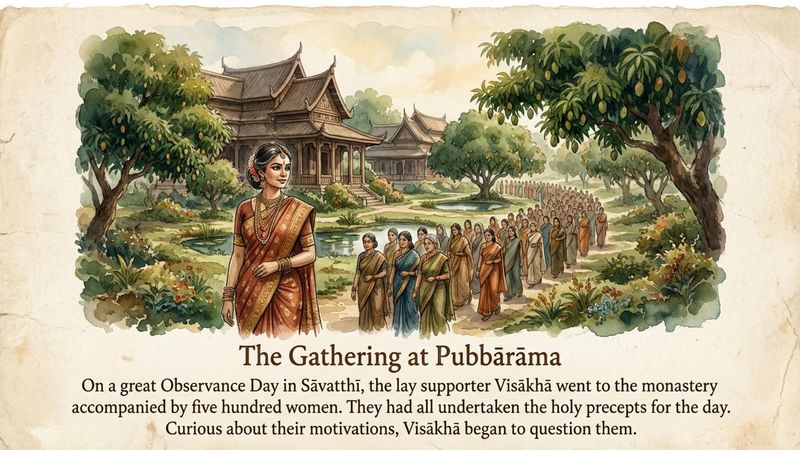 The Gathering at Pubbārāma
On a great Observance Day in Sāvatthī, the lay supporter Visākhā went to the monastery
accompanied by five hundred women. They had all undertaken the holy precepts for the day.
Curious about their motivations, Visākhā began to question them.